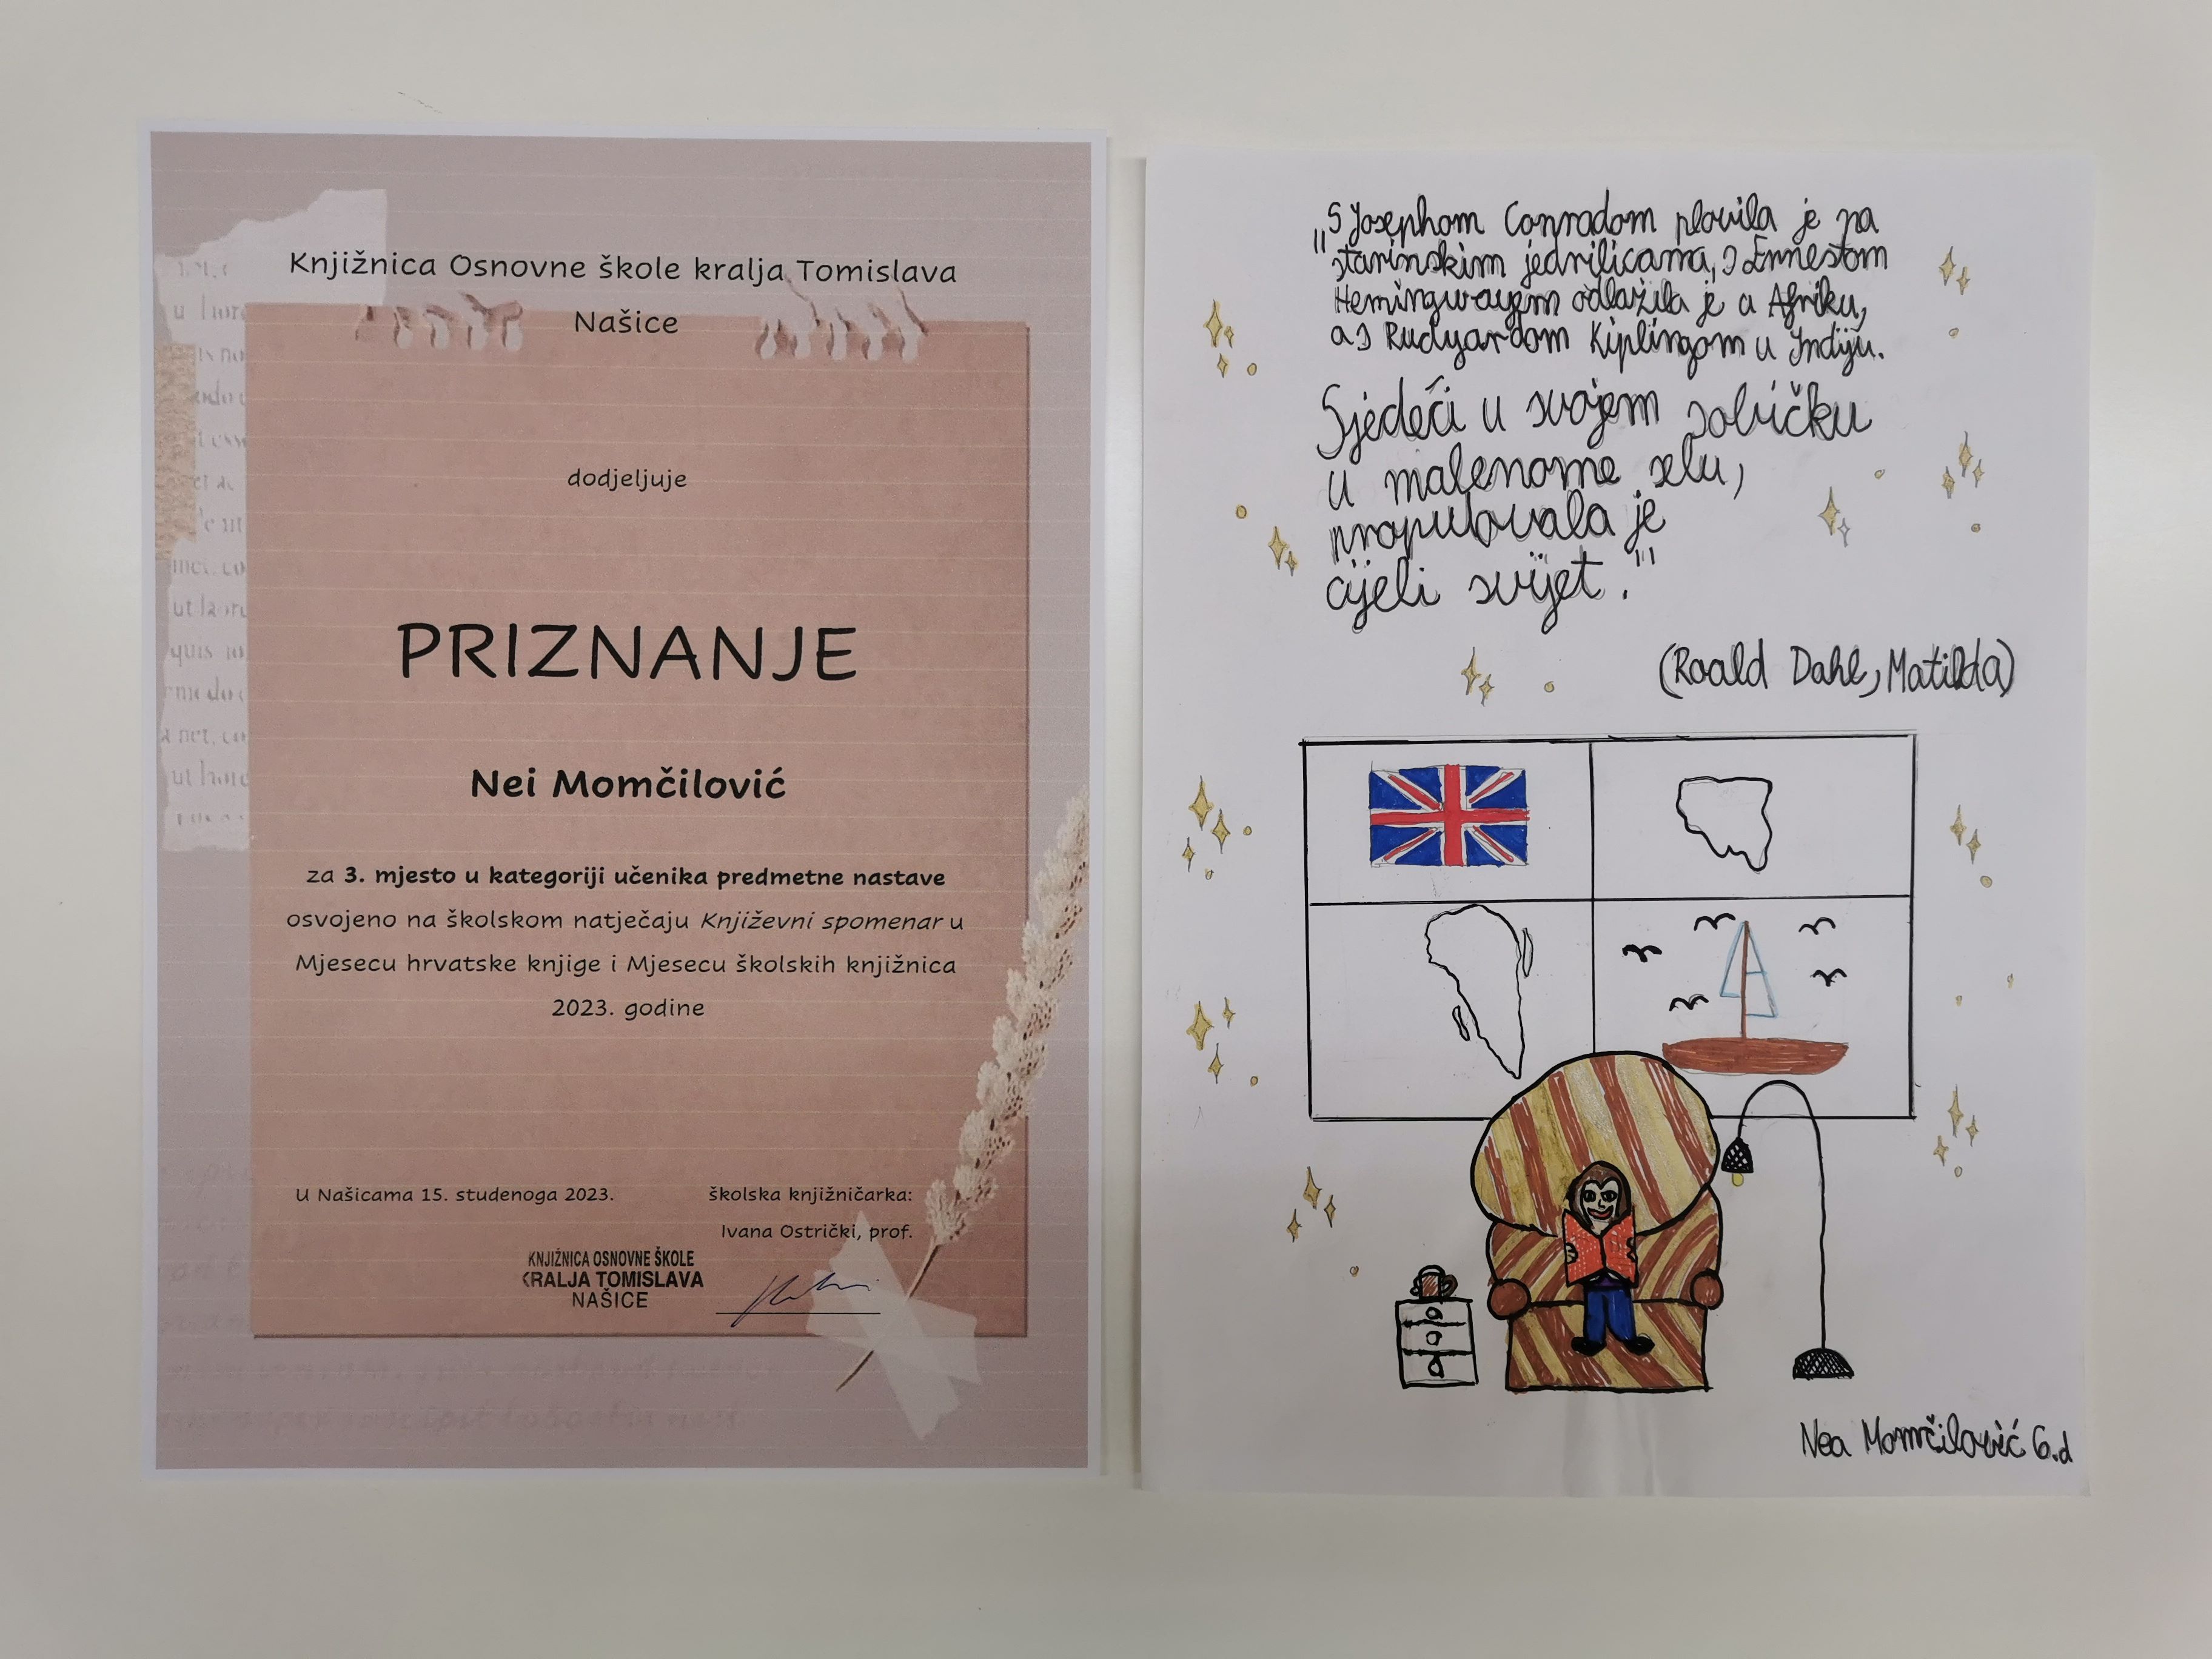 Knjižnica Osnovne škole kralja Tomislava
Našice
dodjeljuje
PRIZNANJE
Nei Momčilović
za 3. mjesto u kategoriji učenika predmetne nastave
osvojeno na školskom natječaju Književni spomenar u
Mjesecu hrvatske knjige i Mjesecu školskih knjižnica
2023. godine
U Našicama 15. studenoga 2023.
školska knjižničarka:
Ivana Ostrički, prof.
KNJIŽNICA OSNOVNE ŠKOLE
KRALJA TOMISLAVA
NAŠICE
"S Josephom Conradom plovila je na
starinskim jedrilicama, s Ernestom
Hemingwayem odlazila je u Afriku,
a s Rudyardom Kiplingom u Indiju.
Sjedeći u svojem sobičku
u malenome selu,
proputovala je
cijeli svijet."
(Roald Dahl, Matilda)
Nea Momčilović 6.d